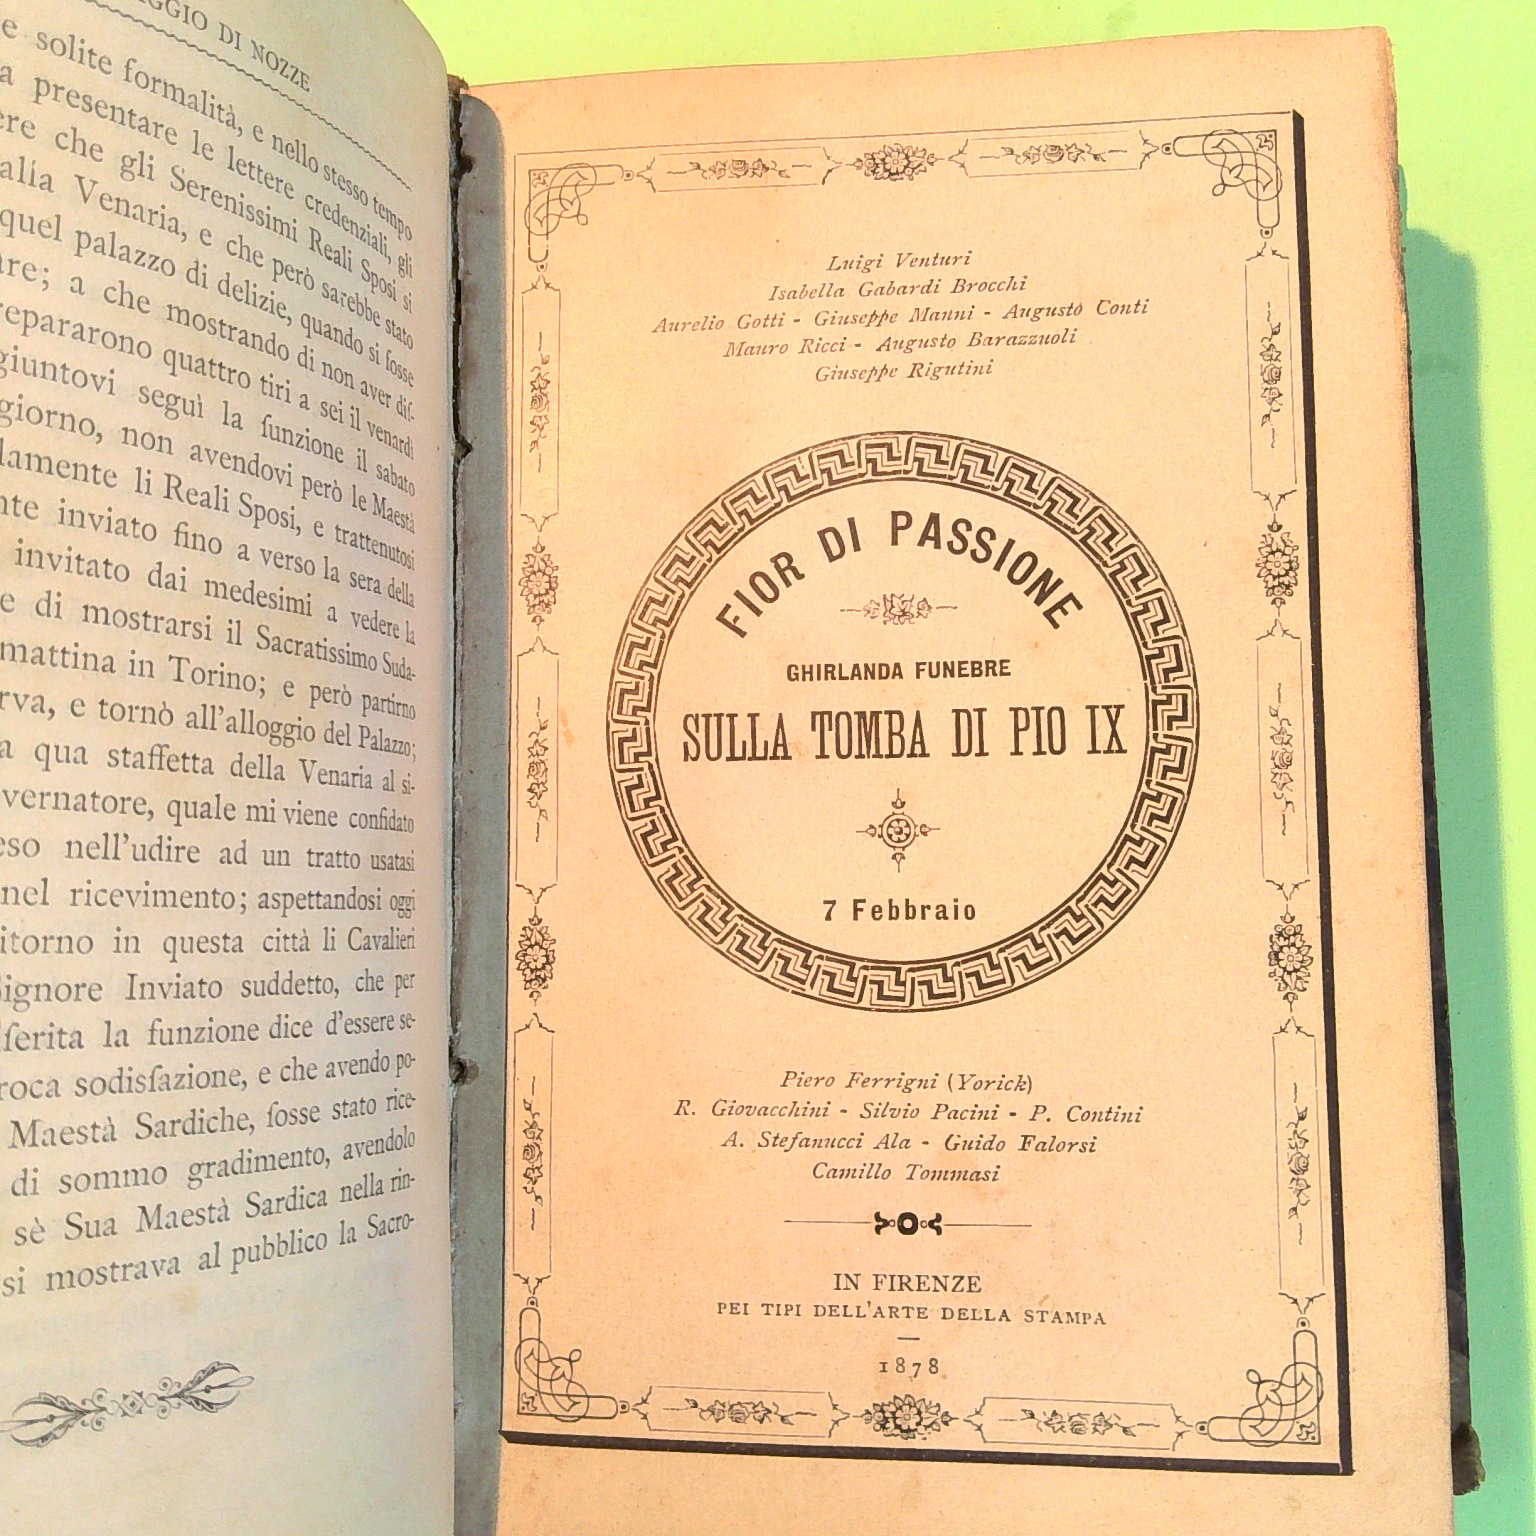 VIAGGIO DI NOZZE
e solite formalità, e nello stesso tempo
a presentare le lettere credenziali, gli
ere che gli Serenissimi Reali Sposi si
alla Venaria, e che però sarebbe stato
quel palazzo di delizie, quando si fosse
are; a che mostrando di non aver dif-
repararono quattro tiri a sei il venardì
giuntovi seguì la funzione il sabato
giorno, non avendovi però le Maestà
damente li Reali Sposi, e trattenutosi
nte inviato fino a verso la sera della
invitato dai medesimi a vedere la
e di mostrarsi il Sacratissimo Suda-
mattina in Torino; e però partirno
rva, e tornò all'alloggio del Palazzo;
a qua staffetta della Venaria al si-
vernatore, quale mi viene confidato
eso nell'udire ad un tratto usatasi
nel ricevimento; aspettandosi oggi
itorno in questa città li Cavalieri
Signore Inviato suddetto, che per
ferita la funzione dice d'essere se-
roca sodisfazione, e che avendo po-
Maestà Sardiche, fosse stato rice-
di sommo gradimento, avendolo
sè Sua Maestà Sardica nella rin-
si mostrava al pubblico la Sacro-
Luigi Venturi
Isabella Gabardi Brocchi
Aurelio Gotti - Giuseppe Manni - Augusto Conti
Mauro Ricci - Augusto Barazzuoli
Giuseppe Rigutini
FIOR DI PASSIONE
GHIRLANDA FUNEBRE
SULLA TOMBA DI PIO IX
7 Febbraio
Piero Ferrigni (Yorick)
R. Giovacchini - Silvio Pacini - P. Contini
A. Stefanucci Ala - Guido Falorsi
Camillo Tommasi
IN FIRENZE
PEI TIPI DELL'ARTE DELLA STAMPA
1878